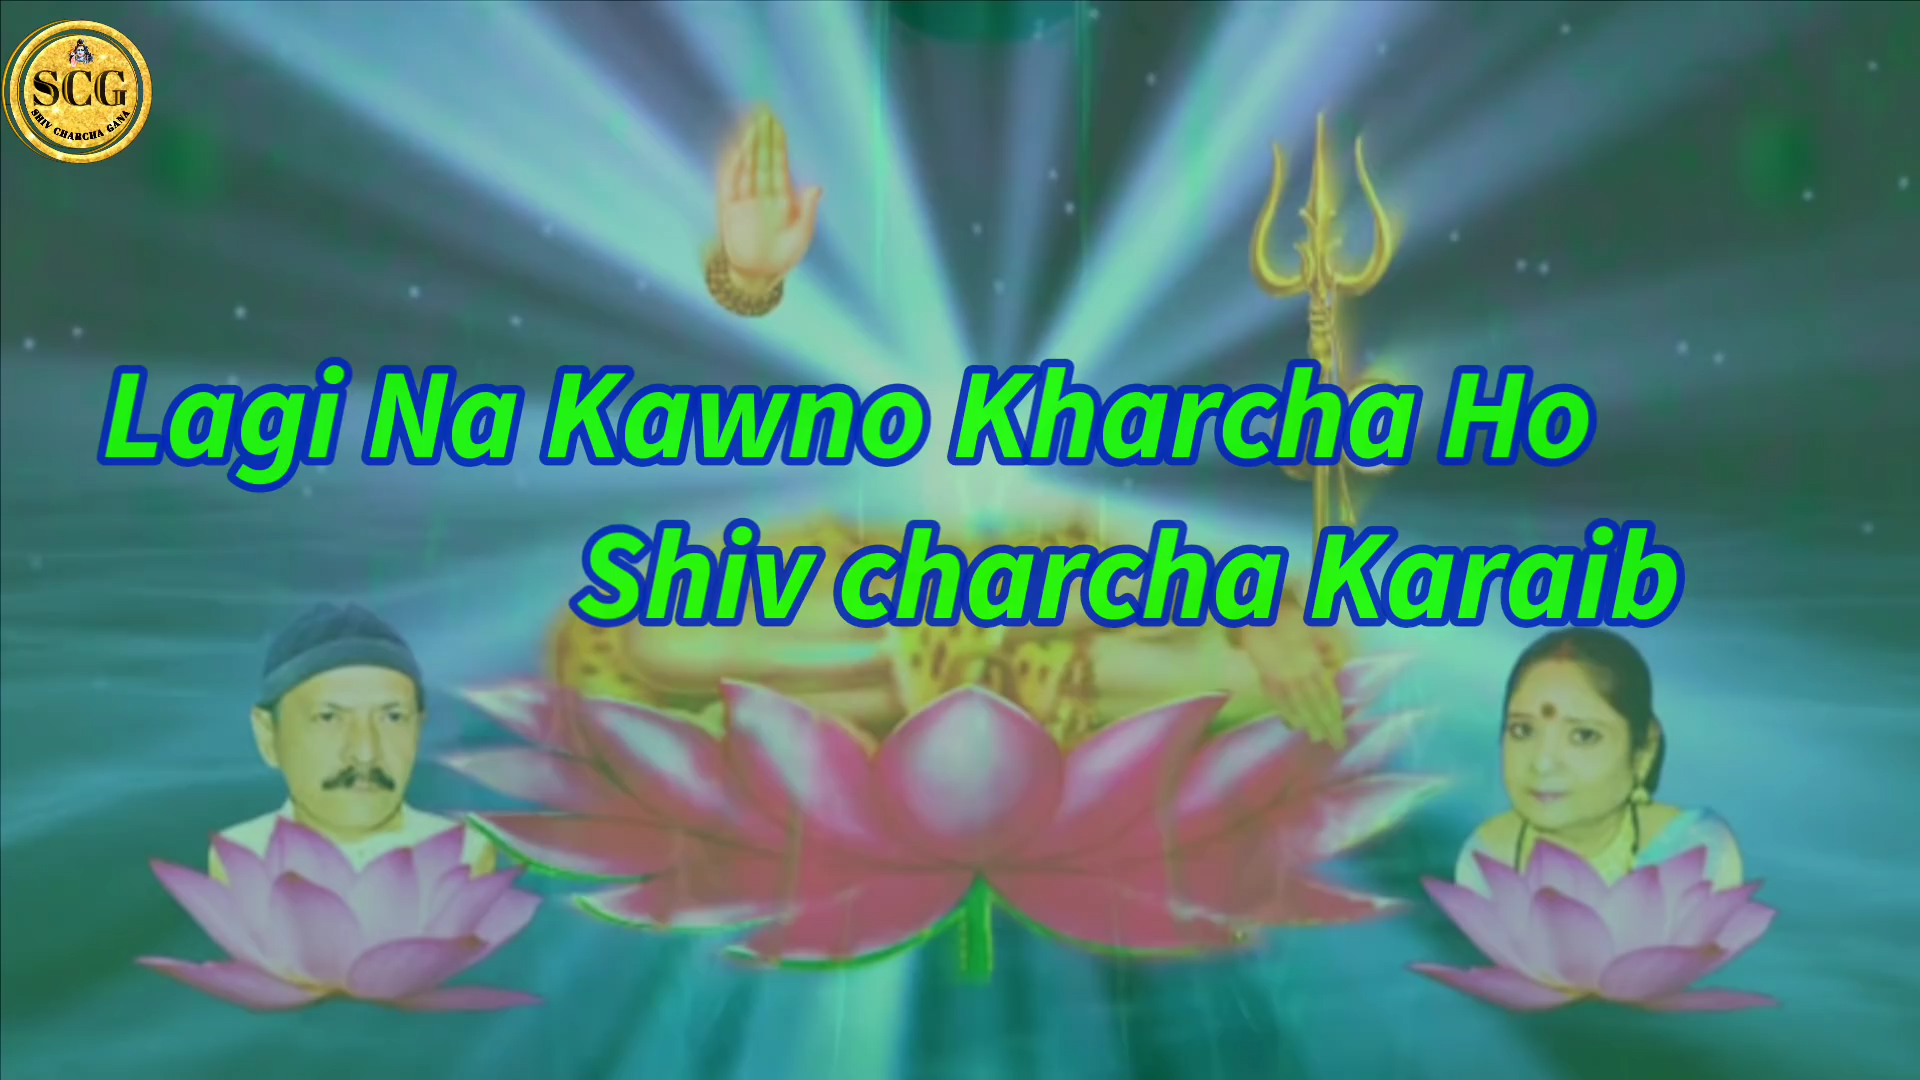 SCG
SHIV CHARCHA GANA
Lagi Na Kawno Kharcha Ho
Shiv charcha Karaib